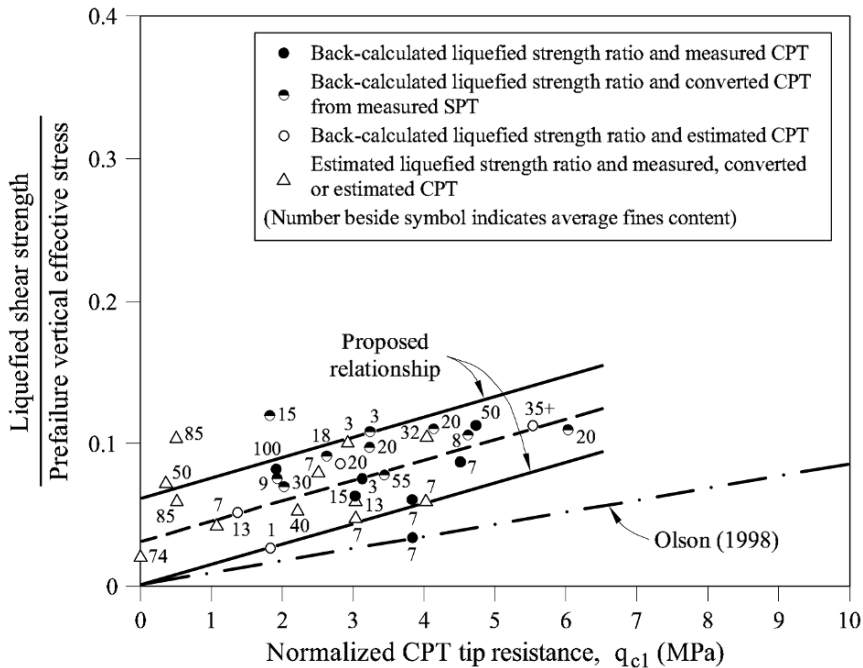 0.4
0.3
0.2
0.1
0
Liquefied shear strength
Prefailure vertical effective stress
Back-calculated liquefied strength ratio and measured CPT
Back-calculated liquefied strength ratio and converted CPT
from measured SPT
Back-calculated liquefied strength ratio and estimated CPT
Estimated liquefied strength ratio and measured, converted
or estimated CPT
(Number beside symbol indicates average fines content)
Proposed
relationship
15
3
3
20
50
35+
85
18
32
8
20
100
7
20
7
50
9
30
55
85
15
3
13
7
7
7
13
40
7
7
1
7
74
Olson (1998)
0 1 2 3 4 5 6 7 8 9 10
Normalized CPT tip resistance, qc1 (MPa)